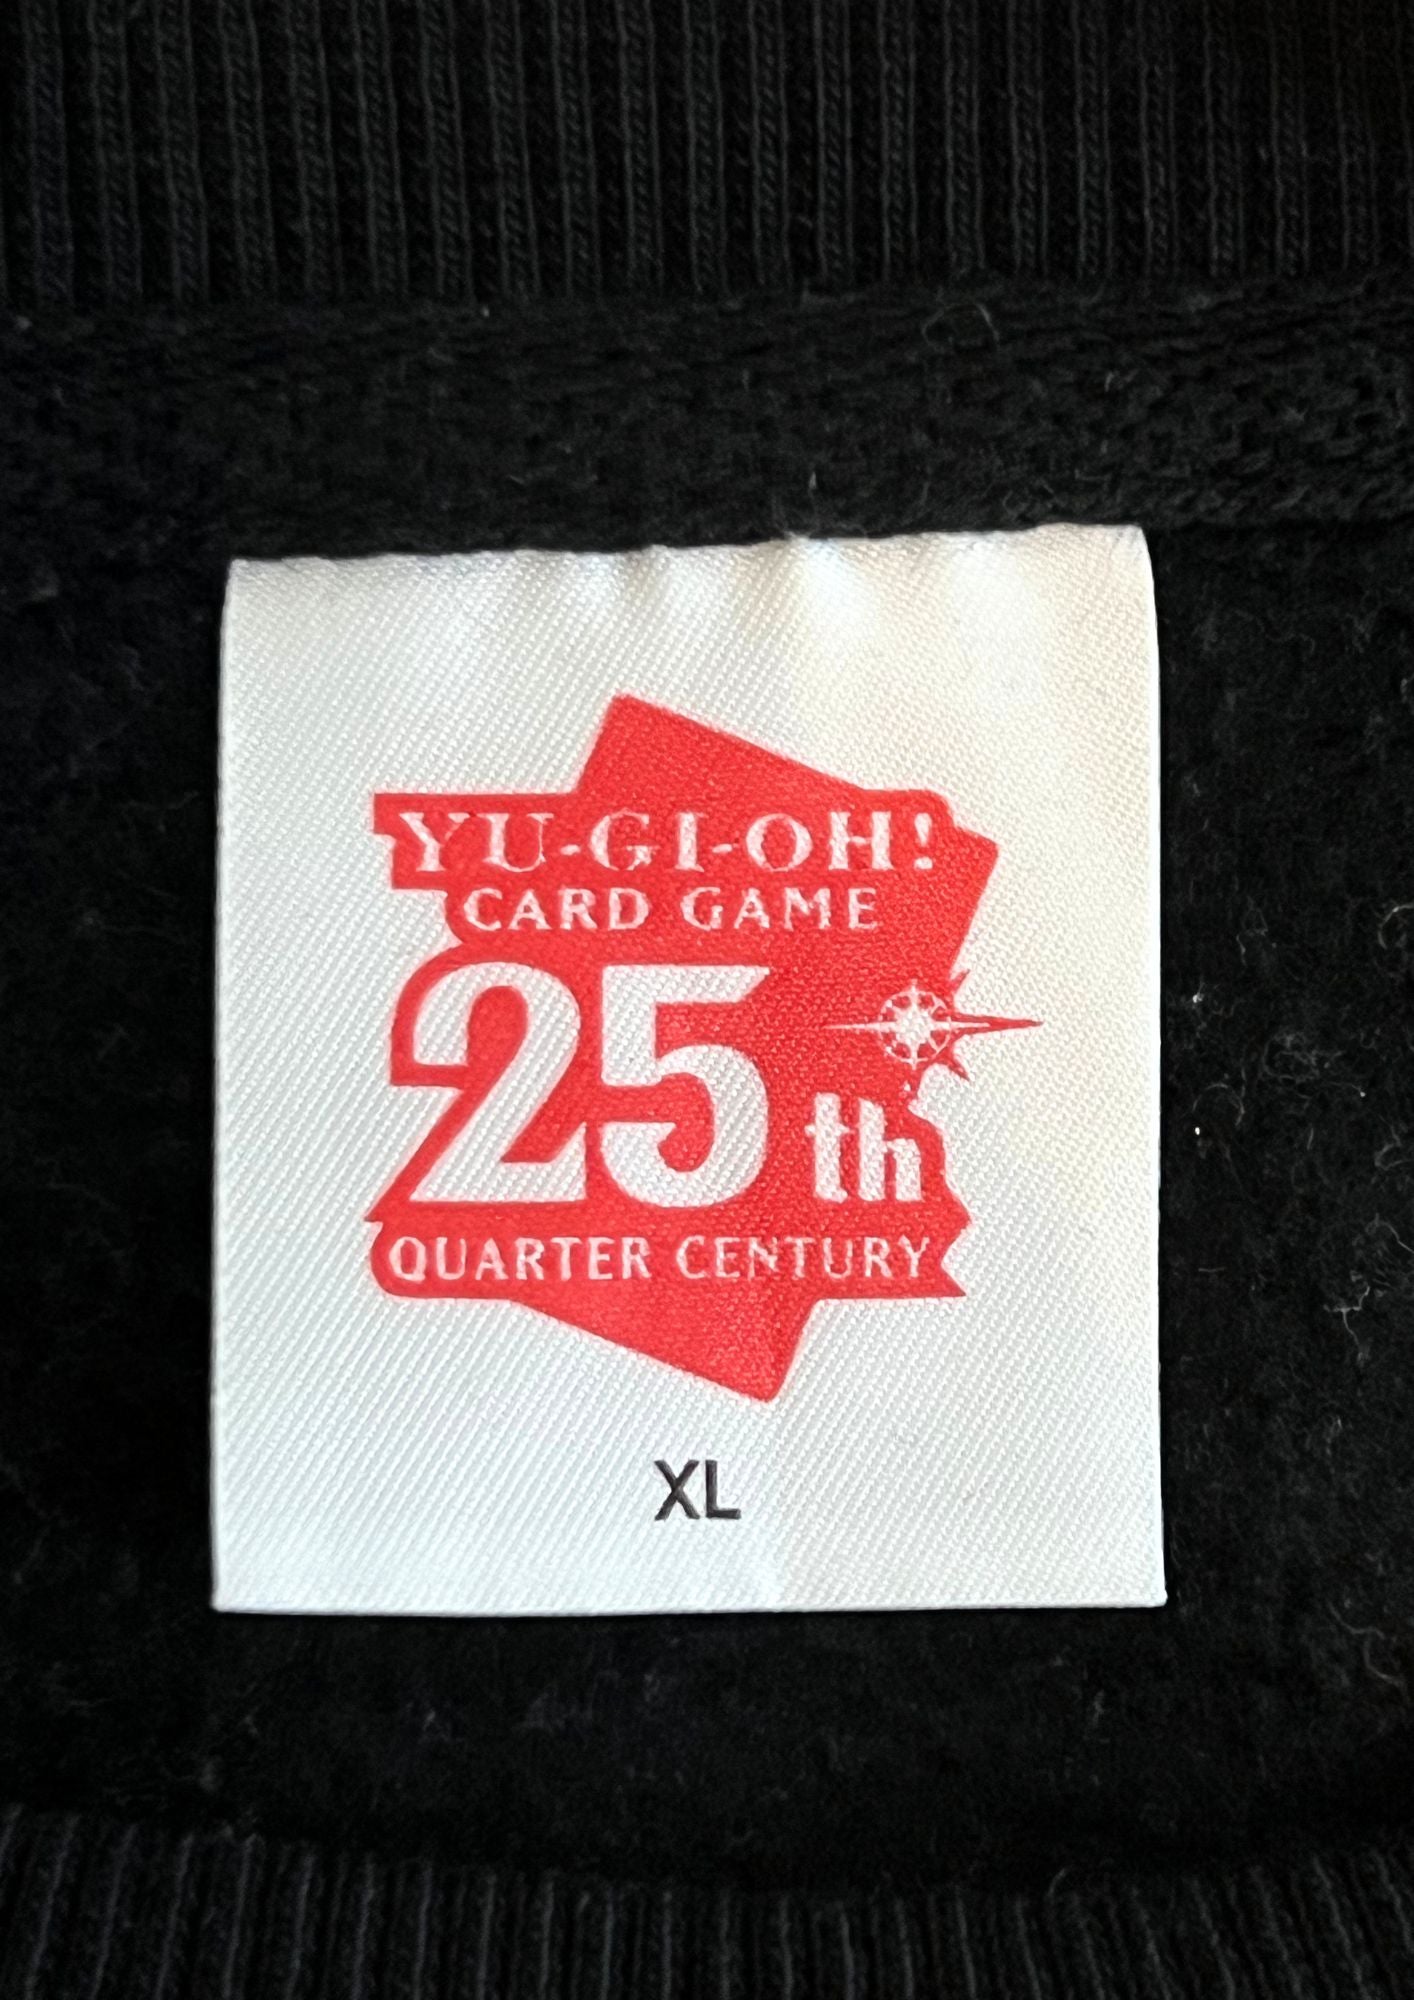 YU-GI-OH!
CARD GAME
25th
QUARTER CENTURY
XL